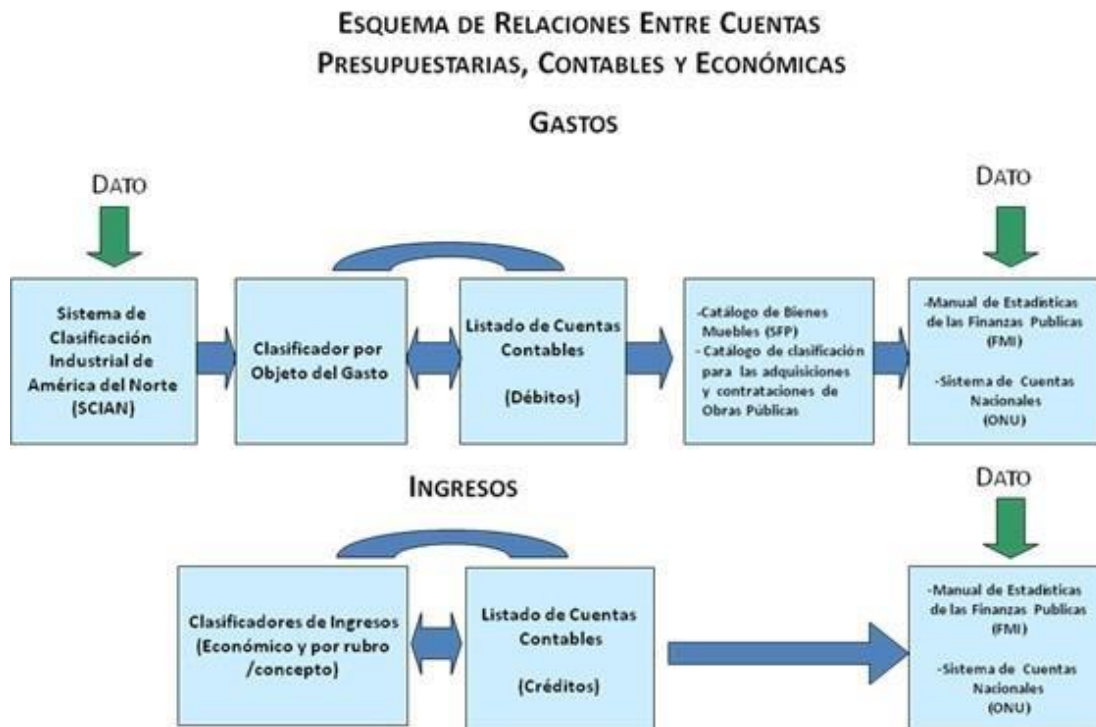 ESQUEMA DE RELACIONES ENTRE CUENTAS
PRESUPUESTARIAS, CONTABLES Y ECONÓMICAS
GASTOS
DATO
DATO
Sistema de
Clasificación
Industrial de
América del Norte
(SCIAN)
Clasificador por
Objeto del Gasto
Listado de Cuentas
Contables
(Débitos)
-Catálogo de Bienes
Muebles (SFP)
- Catálogo de clasificación
para las adquisiciones
y contrataciones de
Obras Públicas
-Manual de Estadísticas
de las Finanzas Publicas
(FMI)
-Sistema de Cuentas
Nacionales
(ONU)
INGRESOS
DATO
Clasificadores de Ingresos
(Económico y por rubro
/concepto)
Listado de Cuentas
Contables
(Créditos)
-Manual de Estadísticas
de las Finanzas Publicas
(FMI)
-Sistema de Cuentas
Nacionales
(ONU)